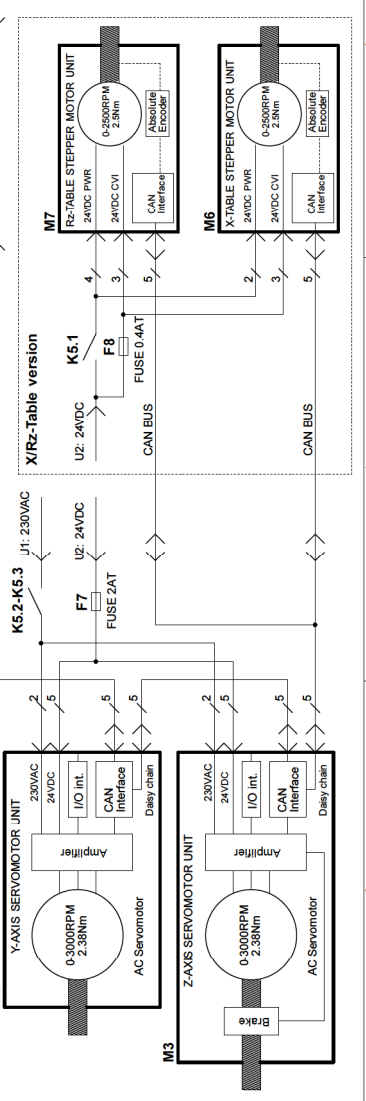 X/Rz-Table version
M7
Rz-TABLE STEPPER MOTOR UNIT
0-2500RPM
2.5Nm
Absolute
Encoder
24VDC PWR
24VDC CVI
CAN
Interface
4
3
5
M6
X-TABLE STEPPER MOTOR UNIT
0-2500RPM
2.5Nm
Absolute
Encoder
24VDC PWR
24VDC CVI
CAN
Interface
2
3
5
K5.1
F8
FUSE 0.4AT
U2: 24VDC
CAN BUS
CAN BUS
U1: 230VAC
K5.2-K5.3
U2: 24VDC
F7
FUSE 2AT
2
5
5
5
2
5
5
5
Y-AXIS SERVOMOTOR UNIT
230VAC
24VDC
I/O int.
CAN
Interface
Daisy chain
Amplifier
0-3000RPM
2.38Nm
AC Servomotor
M3
Z-AXIS SERVOMOTOR UNIT
230VAC
24VDC
I/O int.
CAN
Interface
Daisy chain
Amplifier
0-3000RPM
2.38Nm
AC Servomotor
Brake